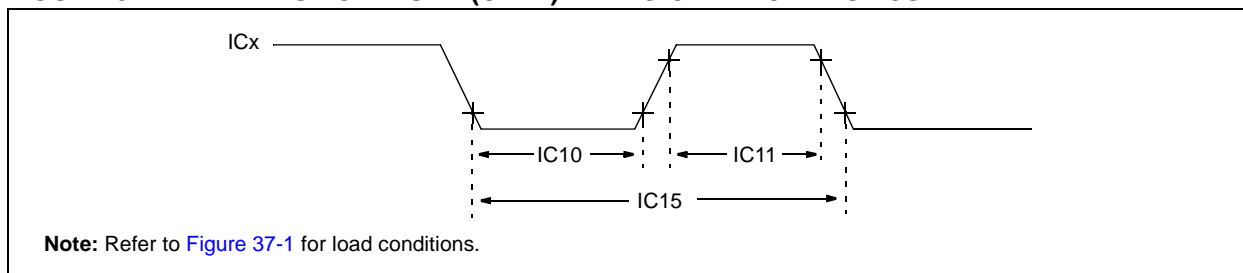 ICx
IC10
IC11
IC15
Note: Refer to Figure 37-1 for load conditions.